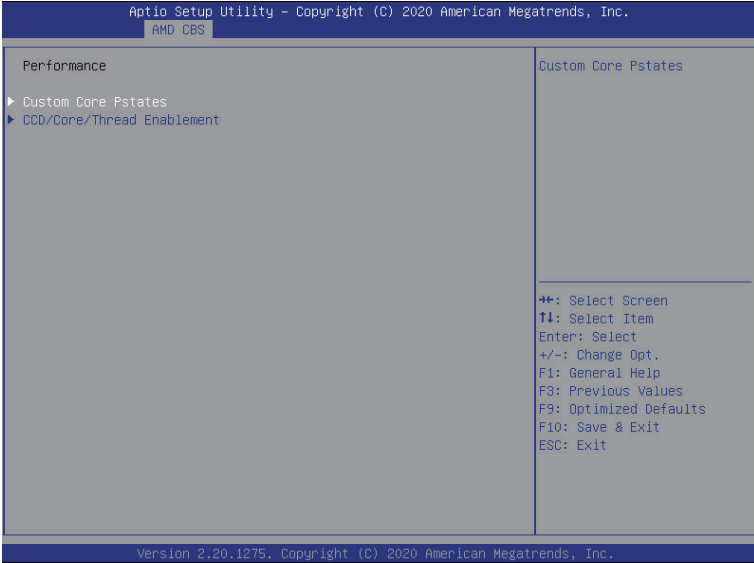 Aptio Setup Utility – Copyright (C) 2020 American Megatrends, Inc.
AMD CBS
Performance
Custom Core Pstates
CCD/Core/Thread Enablement
Custom Core Pstates
→←: Select Screen
↑↓: Select Item
Enter: Select
+/-: Change Opt.
F1: General Help
F3: Previous Values
F9: Optimized Defaults
F10: Save & Exit
ESC: Exit
Version 2.20.1275. Copyright (C) 2020 American Megatrends, Inc.